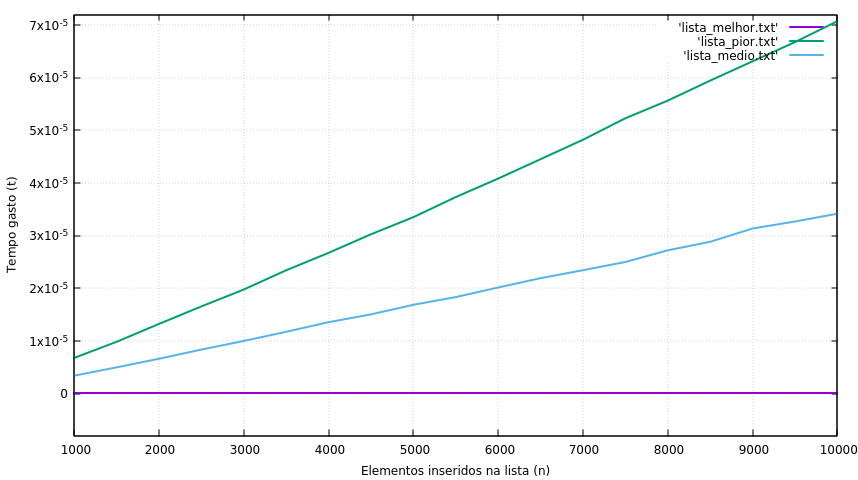 7x10-5
6x10-5
5x10-5
4x10-5
3x10-5
2x10-5
1x10-5
0
'lista_melhor.txt'
'lista_pior.txt'
'lista_medio.txt'
Tempo gasto (t)
1000 2000 3000 4000 5000 6000 7000 8000 9000 10000
Elementos inseridos na lista (n)